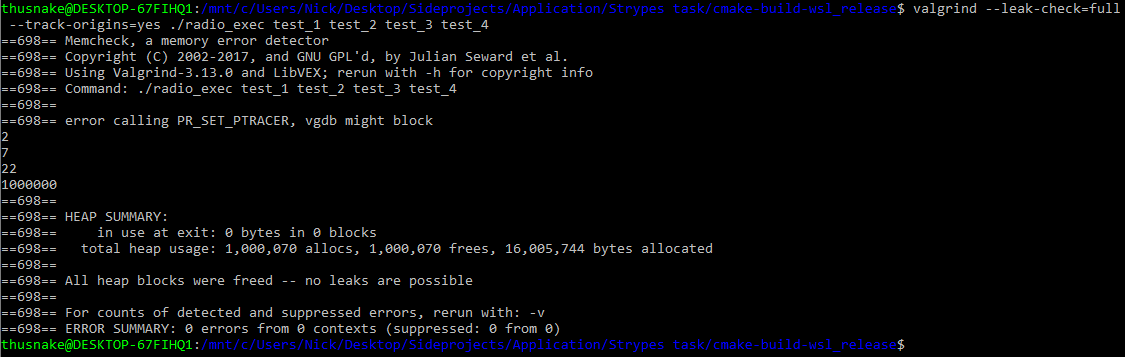 thusnake@DESKTOP-67FIHQ1:/mnt/c/Users/Nick/Desktop/Sideprojects/Application/Strypes task/cmake-build-wsl_release$ valgrind --leak-check=full
 --track-origins=yes ./radio_exec test_1 test_2 test_3 test_4
==698== Memcheck, a memory error detector
==698== Copyright (C) 2002-2017, and GNU GPL'd, by Julian Seward et al.
==698== Using Valgrind-3.13.0 and LibVEX; rerun with -h for copyright info
==698== Command: ./radio_exec test_1 test_2 test_3 test_4
==698==
==698== error calling PR_SET_PTRACER, vgdb might block
2
7
22
1000000
==698==
==698== HEAP SUMMARY:
==698==     in use at exit: 0 bytes in 0 blocks
==698==   total heap usage: 1,000,070 allocs, 1,000,070 frees, 16,005,744 bytes allocated
==698==
==698== All heap blocks were freed -- no leaks are possible
==698==
==698== For counts of detected and suppressed errors, rerun with: -v
==698== ERROR SUMMARY: 0 errors from 0 contexts (suppressed: 0 from 0)
thusnake@DESKTOP-67FIHQ1:/mnt/c/Users/Nick/Desktop/Sideprojects/Application/Strypes task/cmake-build-wsl_release$